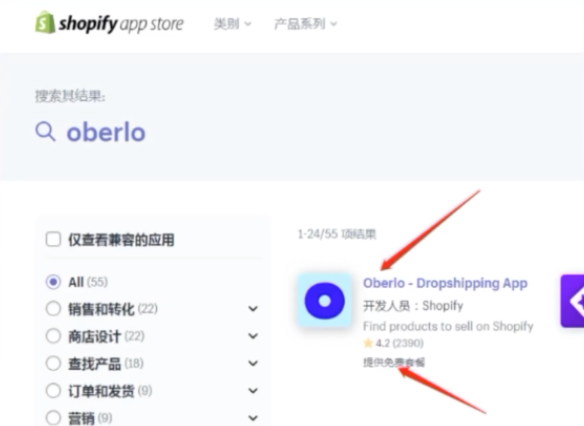 shopify app store 类别 产品系列
搜索其结果:
oberlo
仅查看兼容的应用
1-24/55 项结果
All (55)
销售和转化 (22)
商店设计 (22)
查找产品 (18)
订单和发货 (9)
营销 (9)
Oberlo - Dropshipping App
开发人员：Shopify
Find products to sell on Shopify
4.2 (2390)
提供免费套餐